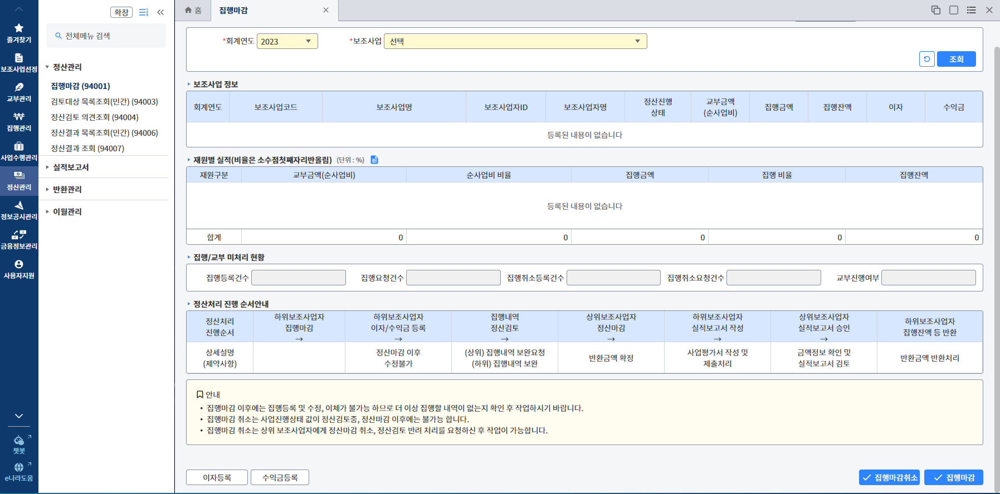 홈
집행마감
즐겨찾기
보조사업선정
교부관리
집행관리
사업수행관리
정산관리
정보공시관리
금융정보관리
사용자지원
챗봇
e나라도움
확장
전체메뉴 검색
정산관리
집행마감 (94001)
검토대상 목록조회(민간) (94003)
정산검토 의견조회 (94004)
정산결과 목록조회(민간) (94006)
정산결과 조회 (94007)
실적보고서
반환관리
이월관리
*회계연도 2023 *보조사업 선택
조회
보조사업 정보
회계연도 보조사업코드 보조사업명 보조사업자ID 보조사업자명 정산진행 상태 교부금액 (순사업비) 집행금액 집행잔액 이자 수익금
등록된 내용이 없습니다
재원별 실적(비율은 소수점첫째자리반올림) (단위 : %)
재원구분 교부금액(순사업비) 순사업비 비율 집행금액 집행 비율 집행잔액
등록된 내용이 없습니다
합계 0 0 0 0 0
집행/교부 미처리 현황
집행등록건수 집행요청건수 집행취소등록건수 집행취소요청건수 교부진행여부
정산처리 진행 순서안내
정산처리 진행순서 하위보조사업자 집행마감 → 하위보조사업자 이자/수익금 등록 → 집행내역 정산검토 → 상위보조사업자 정산마감 → 하위보조사업자 실적보고서 작성 → 상위보조사업자 실적보고서 승인 → 하위보조사업자 집행잔액 등 반환
상세설명 (제약사항) 정산마감 이후 수정불가 (상위) 집행내역 보완요청 (하위) 집행내역 보완 반환금액 확정 사업평가서 작성 및 제출처리 금액정보 확인 및 실적보고서 검토 반환금액 반환처리
안내
• 집행마감 이후에는 집행등록 및 수정, 이체가 불가능 하므로 더 이상 집행할 내역이 없는지 확인 후 작업하시기 바랍니다.
• 집행마감 취소는 사업진행상태 값이 정산검토중, 정산마감 이후에는 불가능 합니다.
• 집행마감 취소는 상위 보조사업자에게 정산마감 취소, 정산검토 반려 처리를 요청하신 후 작업이 가능합니다.
이자등록 수익금등록 집행마감취소 집행마감